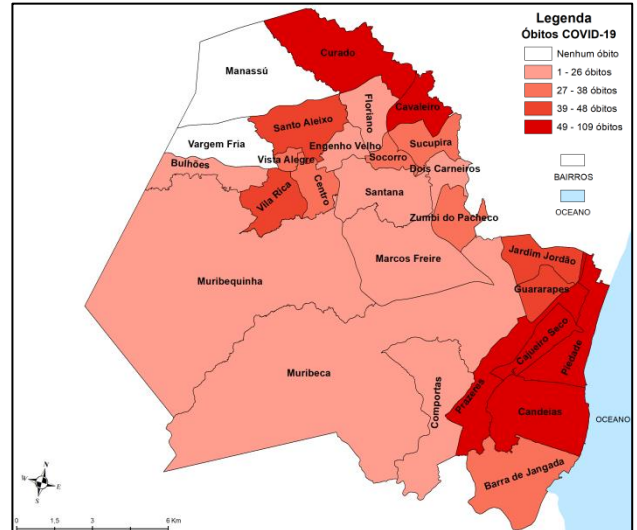 Legenda
Óbitos COVID-19
Nenhum óbito
1 - 26 óbitos
27 - 38 óbitos
39 - 48 óbitos
49 - 109 óbitos
BAIRROS
OCEANO
Curado
Manassú
Floriano
Cavaleiro
Santo Aleixo
Sucupira
Engenho Velho
Vargem Fria
Vista Alegre
Socorro
Dois Carneiros
Bulhões
Vila Rica
Centro
Santana
Zumbi do Pacheco
Jardim Jordão
Marcos Freire
Muribequinha
Guararapes
Cajueiro Seco
Piedade
Muribeca
Comportas
Prazeres
Candeias
OCEANO
Barra de Jangada
N
W
E
S
0
1,5
3
6 Km